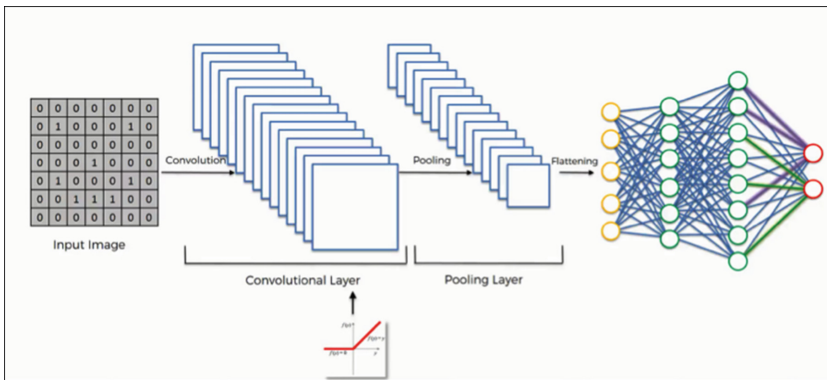 0 0 0 0 0 0 0
0 1 0 0 0 1 0
0 0 0 0 0 0 0
0 0 0 1 0 0 0
0 1 0 0 0 1 0
0 0 1 1 1 0 0
0 0 0 0 0 0 0
Input Image
Convolution
Pooling
Flattening
Convolutional Layer
Pooling Layer